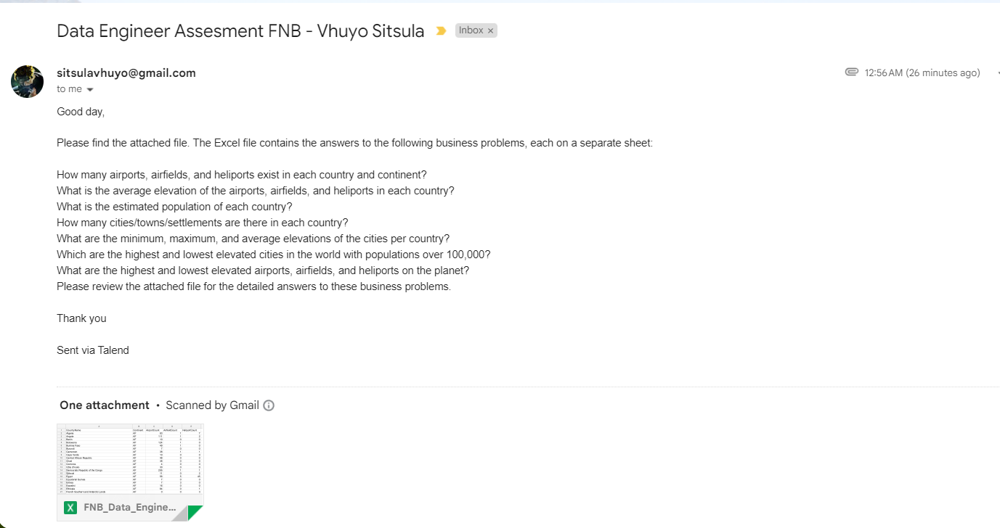 Data Engineer Assesment FNB - Vhuyo Sitsula Inbox ×
sitsulavhuyo@gmail.com 12:56 AM (26 minutes ago)
to me
Good day,
Please find the attached file. The Excel file contains the answers to the following business problems, each on a separate sheet:
How many airports, airfields, and heliports exist in each country and continent?
What is the average elevation of the airports, airfields, and heliports in each country?
What is the estimated population of each country?
How many cities/towns/settlements are there in each country?
What are the minimum, maximum, and average elevations of the cities per country?
Which are the highest and lowest elevated cities in the world with populations over 100,000?
What are the highest and lowest elevated airports, airfields, and heliports on the planet?
Please review the attached file for the detailed answers to these business problems.
Thank you
Sent via Talend
One attachment • Scanned by Gmail
X FNB_Data_Engine...